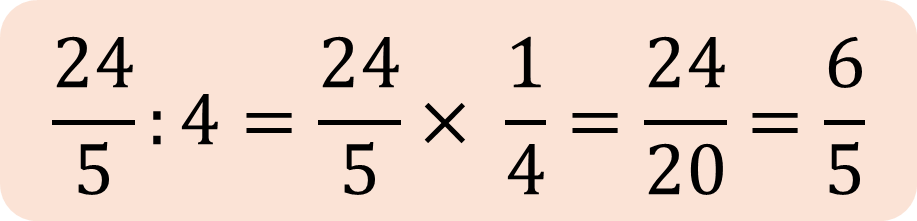 24/5 : 4 = 24/5 × 1/4 = 24/20 = 6/5